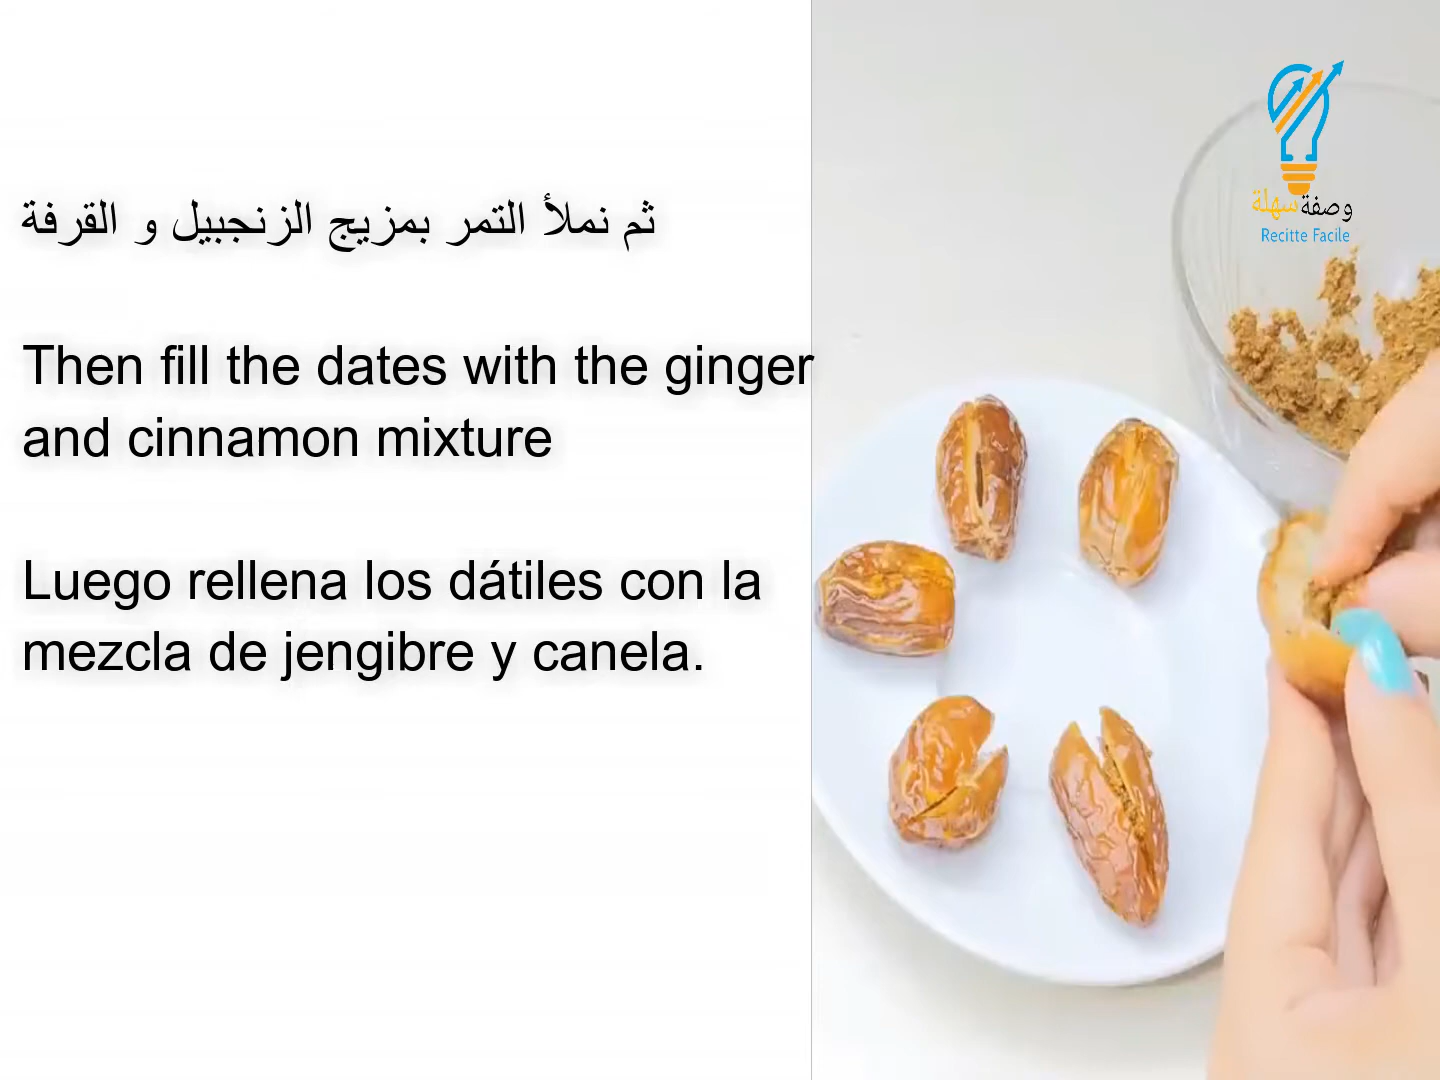 ثم نملأ التمر بمزيج الزنجبيل و القرفة
Then fill the dates with the ginger
and cinnamon mixture
Luego rellena los dátiles con la
mezcla de jengibre y canela.
وصفة سهلة
Recitte Facile